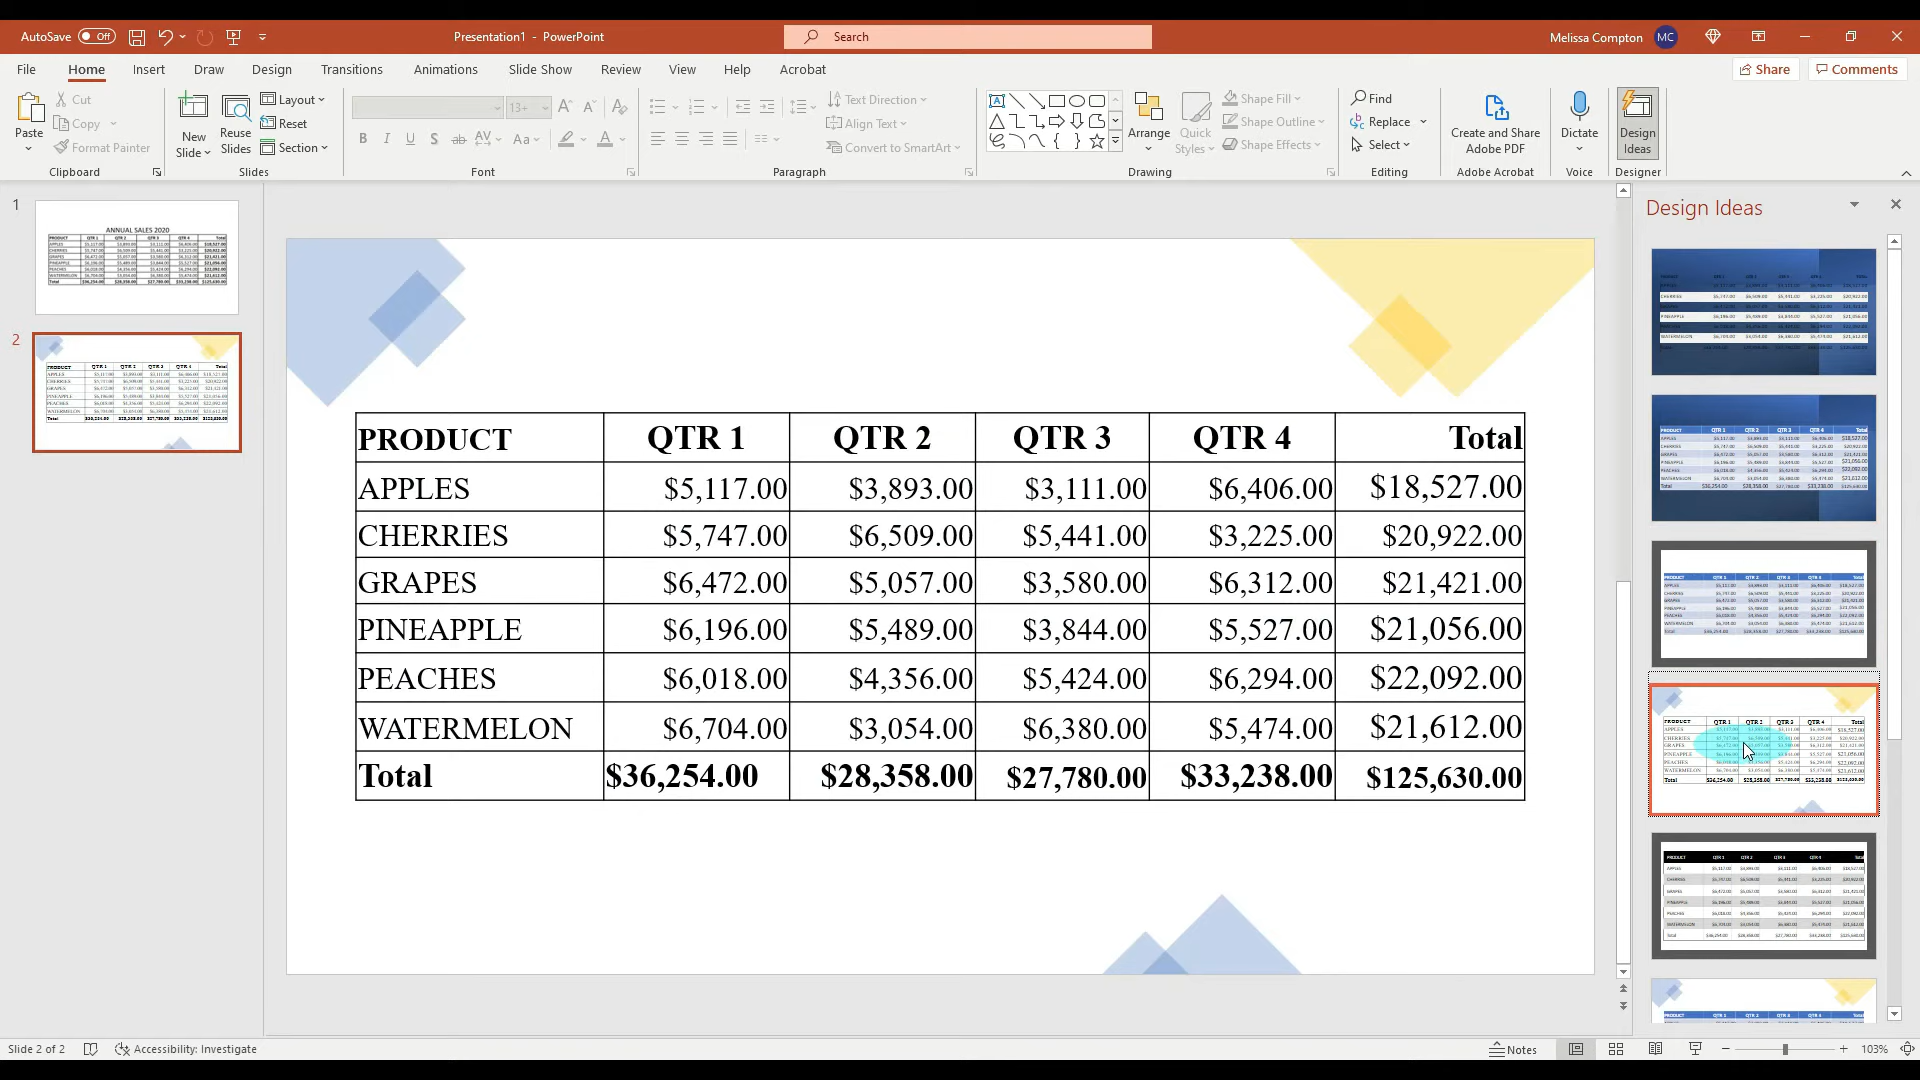 AutoSave Off
Presentation1 - PowerPoint
Search
Melissa Compton MC
File Home Insert Draw Design Transitions Animations Slide Show Review View Help Acrobat
Share Comments
Paste
Cut
Copy
Format Painter
Clipboard
New Slide
Reuse Slides
Layout
Reset
Section
Slides
13+
Font
Text Direction
Align Text
Convert to SmartArt
Paragraph
Arrange
Quick Styles
Shape Fill
Shape Outline
Shape Effects
Drawing
Find
Replace
Select
Editing
Create and Share Adobe PDF
Adobe Acrobat
Dictate
Voice
Design Ideas
Designer
1
ANNUAL SALES 2020
2
PRODUCT QTR 1 QTR 2 QTR 3 QTR 4 Total
APPLES $5,117.00 $3,893.00 $3,111.00 $6,406.00 $18,527.00
CHERRIES $5,747.00 $6,509.00 $5,441.00 $3,225.00 $20,922.00
GRAPES $6,472.00 $5,057.00 $3,580.00 $6,312.00 $21,421.00
PINEAPPLE $6,196.00 $5,489.00 $3,844.00 $5,527.00 $21,056.00
PEACHES $6,018.00 $4,356.00 $5,424.00 $6,294.00 $22,092.00
WATERMELON $6,704.00 $3,054.00 $6,380.00 $5,474.00 $21,612.00
Total $36,254.00 $28,358.00 $27,780.00 $33,238.00 $125,630.00
Design Ideas
Slide 2 of 2
Accessibility: Investigate
Notes
103%